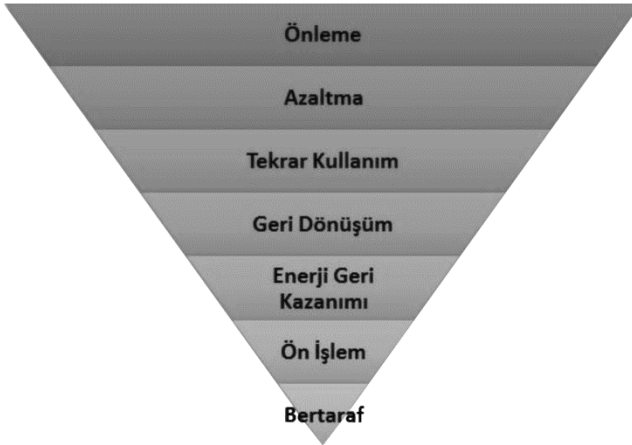 Önleme
Azaltma
Tekrar Kullanım
Geri Dönüşüm
Enerji Geri
Kazanımı
Ön İşlem
Bertaraf